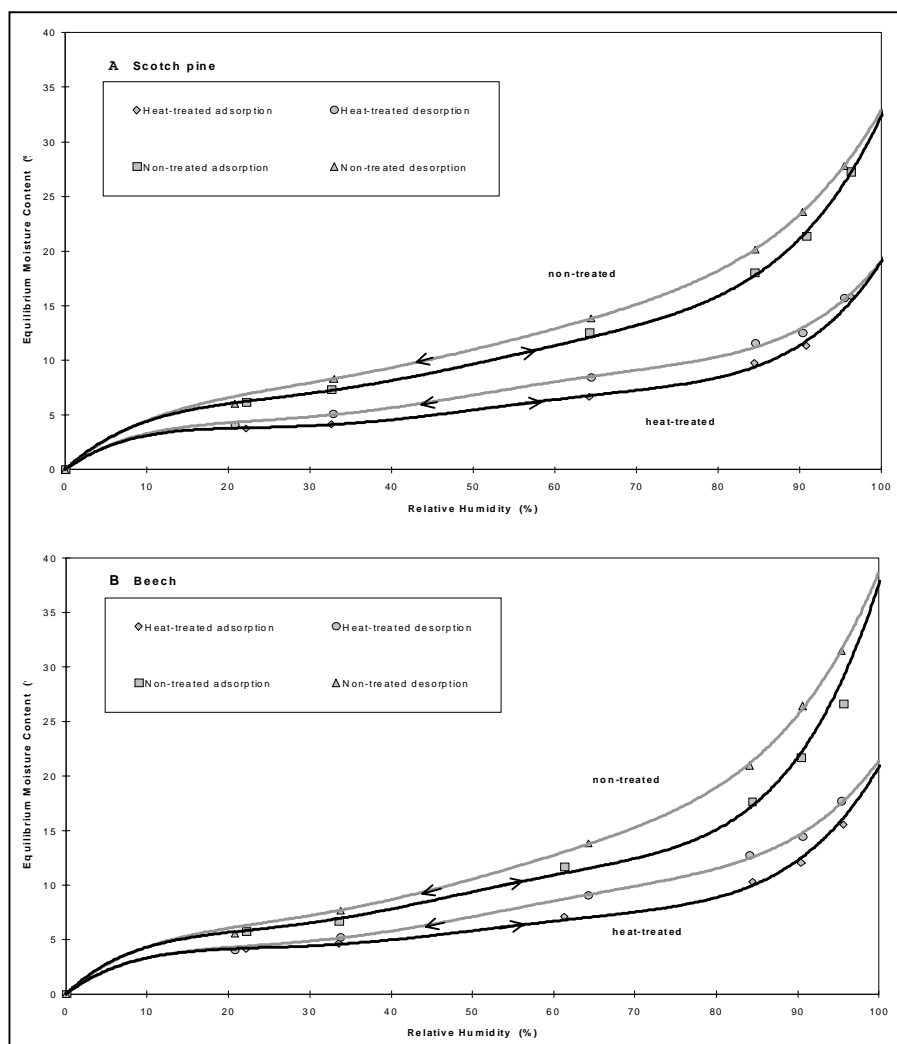 40
A Scotch pine
35
Heat-treated adsorption
Heat-treated desorption
30
Non-treated adsorption
Non-treated desorption
25
20
non-treated
15
10
5
heat-treated
0
0 10 20 30 40 50 60 70 80 90 100
Equilibrium Moisture Content (%
Relative Humidity (%)
40
B Beech
35
Heat-treated adsorption
Heat-treated desorption
30
Non-treated adsorption
Non-treated desorption
25
20
non-treated
15
10
5
heat-treated
0
0 10 20 30 40 50 60 70 80 90 100
Equilibrium Moisture Content (
Relative Humidity (%)